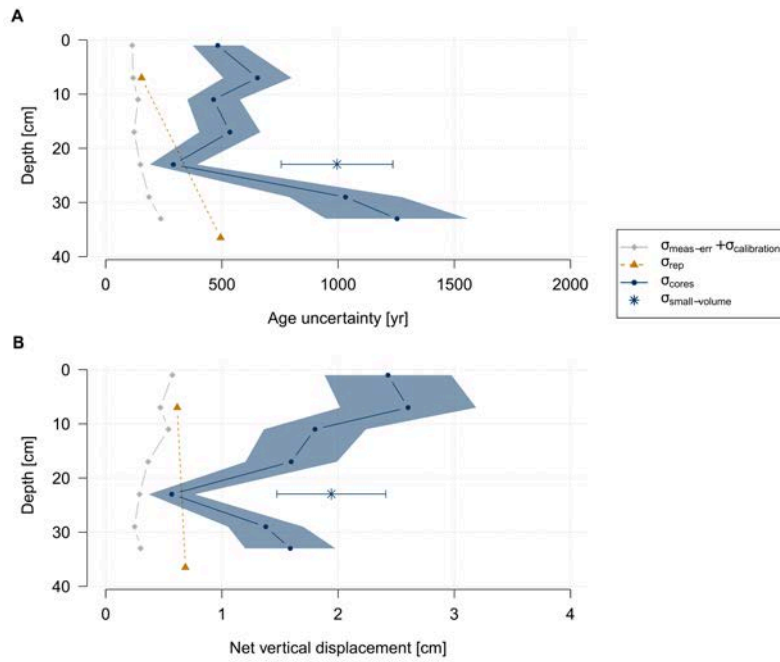 A
0
10
20
30
40
Depth [cm]
0 500 1000 1500 2000
Age uncertainty [yr]
σmeas−err +σcalibration
σrep
σcores
σsmall−volume
B
0
10
20
30
40
Depth [cm]
0 1 2 3 4
Net vertical displacement [cm]